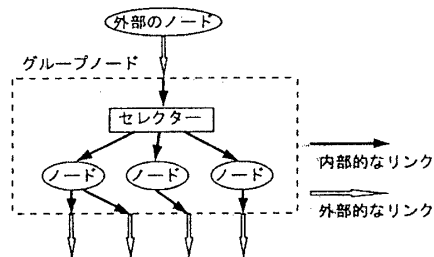 外部のノード
グループノード
セレクター
ノード
ノード
ノード
内部的なリンク
外部的なリンク